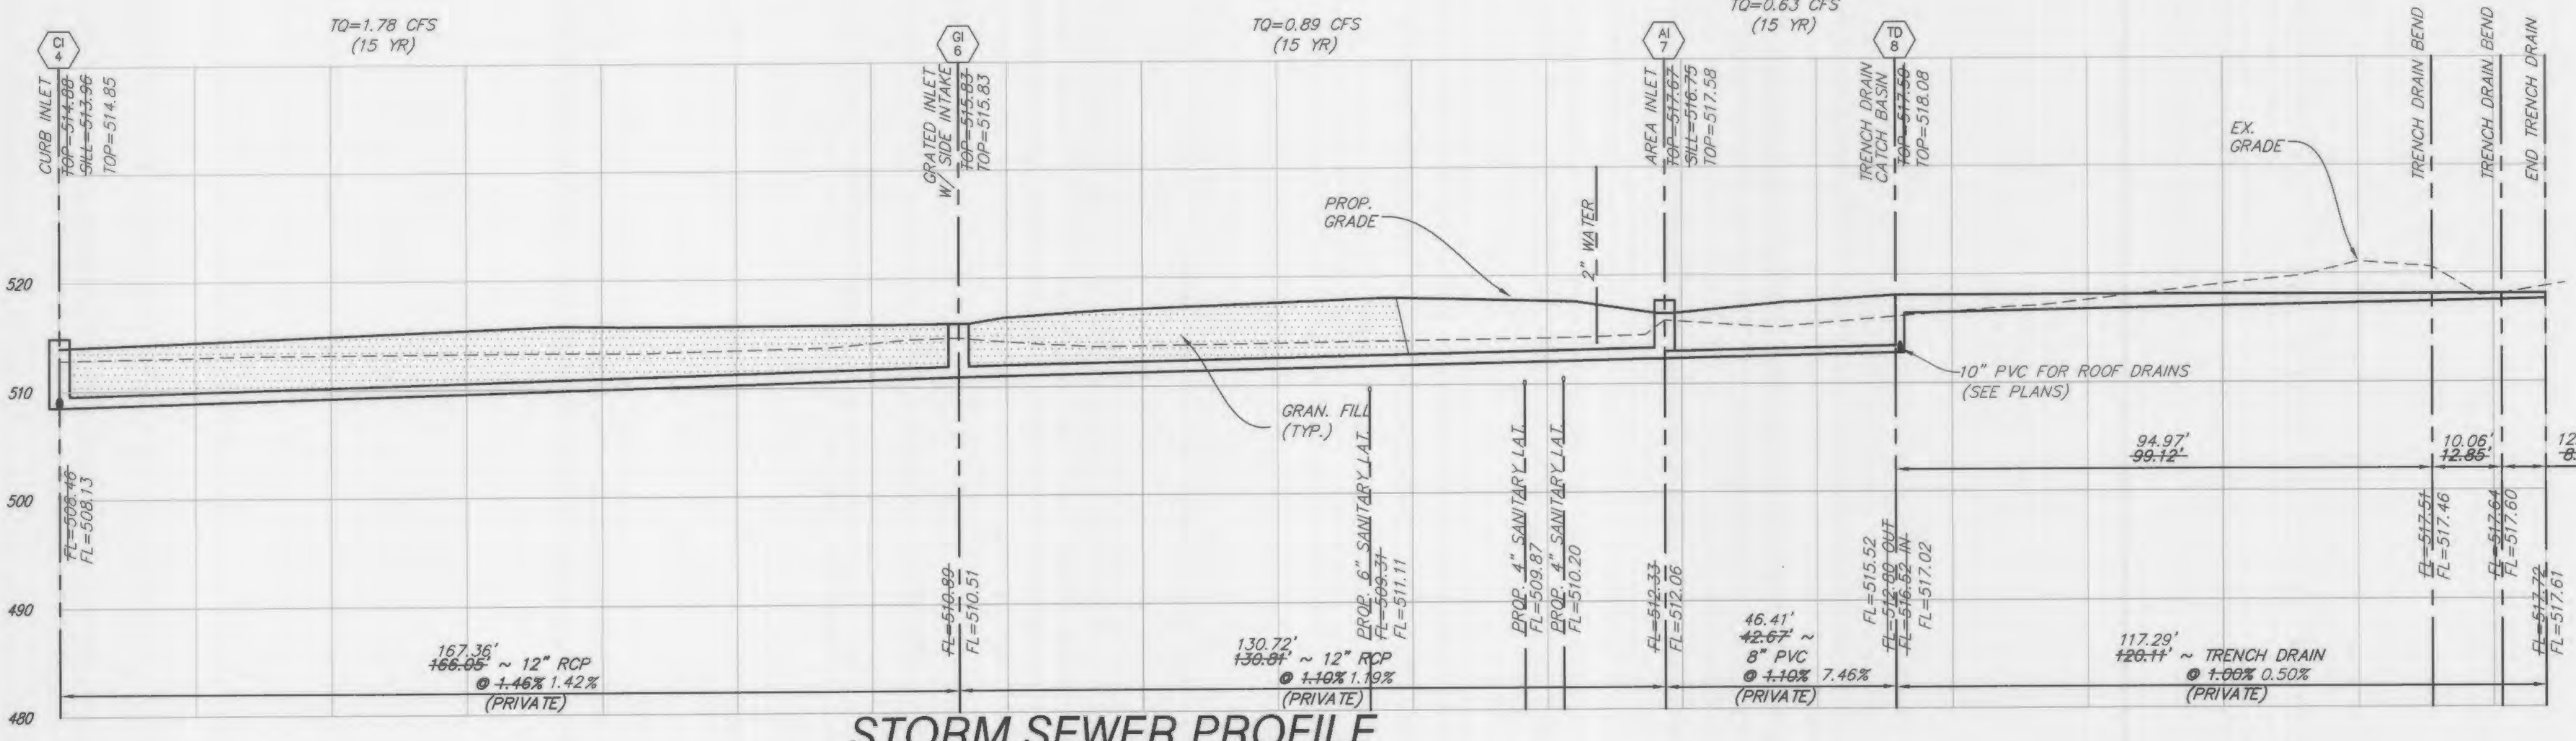 TQ=1.78 CFS
(15 YR)
TQ=0.89 CFS
(15 YR)
TQ=0.63 CFS
(15 YR)
CI
4
GI
6
AI
7
TD
8
CURB INLET
TOP=514.88
SILL=513.96
TOP=514.85
GRATED INLET
W/ SIDE INTAKE
TOP=515.83
TOP=515.83
AREA INLET
TOP=517.67
SILL=516.75
TOP=517.58
TRENCH DRAIN
CATCH BASIN
TOP=517.50
TOP=518.08
TRENCH DRAIN BEND
TRENCH DRAIN BEND
END TRENCH DRAIN
EX.
GRADE
PROP.
GRADE
2" WATER
520
510
500
490
480
GRAN. FILL
(TYP.)
10" PVC FOR ROOF DRAINS
(SEE PLANS)
94.97'
99.12'
10.06'
12.85'
12
8.
FL=508.46
FL=508.13
FL=510.89
FL=510.51
PROP. 6" SANITARY LAT.
FL=509.31
FL=511.11
PROP. 4" SANITARY LAT.
FL=509.87
PROP. 4" SANITARY LAT.
FL=510.20
FL=512.33
FL=512.06
FL=515.52
FL=512.80 OUT
FL=516.52 IN
FL=517.02
FL=517.51
FL=517.46
FL=517.64
FL=517.60
FL=517.72
FL=517.61
167.36'
166.05' ~ 12" RCP
@ 1.46% 1.42%
(PRIVATE)
130.72'
130.81' ~ 12" RCP
@ 1.10% 1.19%
(PRIVATE)
46.41'
42.67' ~
8" PVC
@ 1.10% 7.46%
(PRIVATE)
117.29'
120.11' ~ TRENCH DRAIN
@ 1.00% 0.50%
(PRIVATE)
STORM SEWER PROFILE